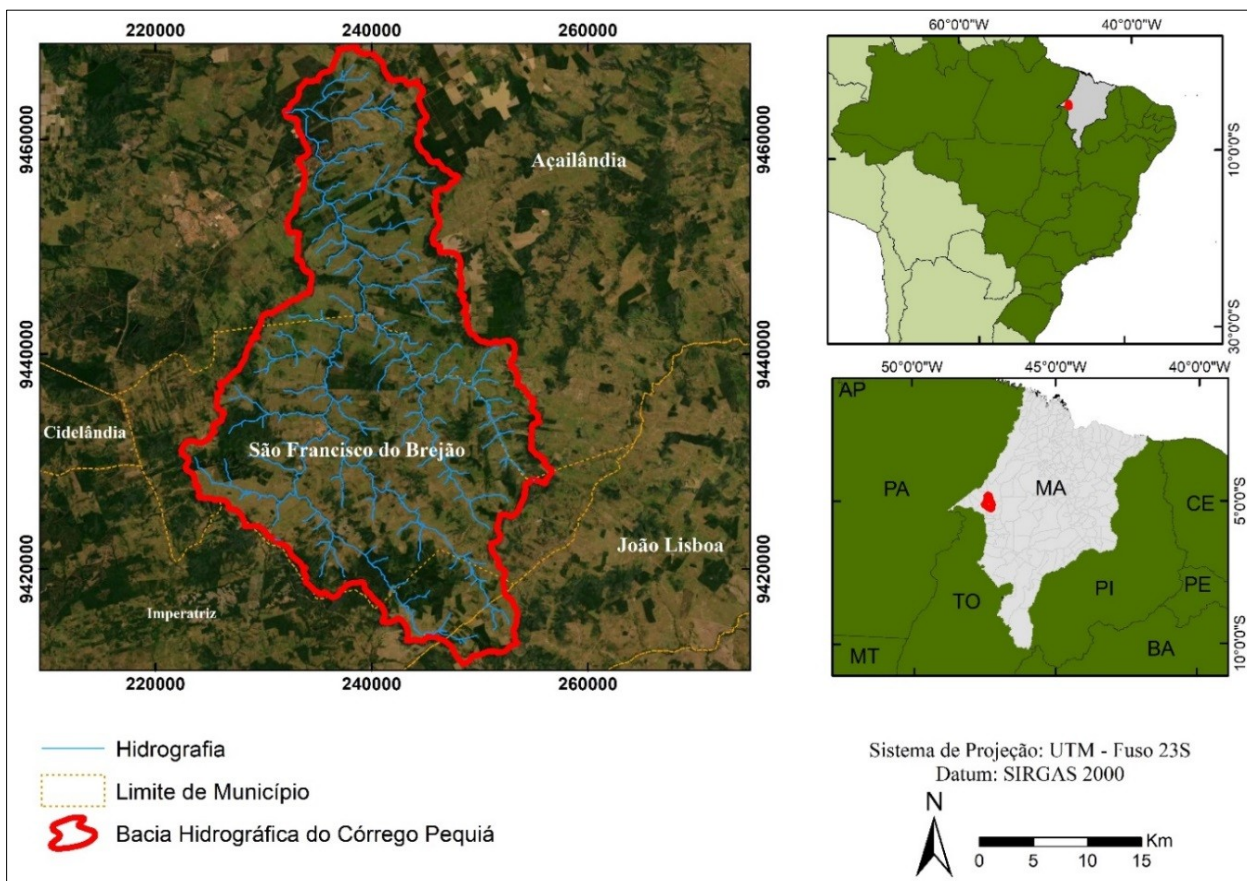 220000 240000 260000
9460000 9460000
9440000 9440000
9420000 9420000
Açailândia
Cidelândia
São Francisco do Brejão
João Lisboa
Imperatriz
220000 240000 260000
60°0'0"W 40°0'0"W
10°0'0"S
30°0'0"S
50°0'0"W 45°0'0"W 40°0'0"W
AP
PA
MA
CE
5°0'0"S
TO
PI
PE
MT
BA
10°0'0"S
Hidrografia
Limite de Município
Bacia Hidrográfica do Córrego Pequiá
Sistema de Projeção: UTM - Fuso 23S
Datum: SIRGAS 2000
N
Km
0 5 10 15